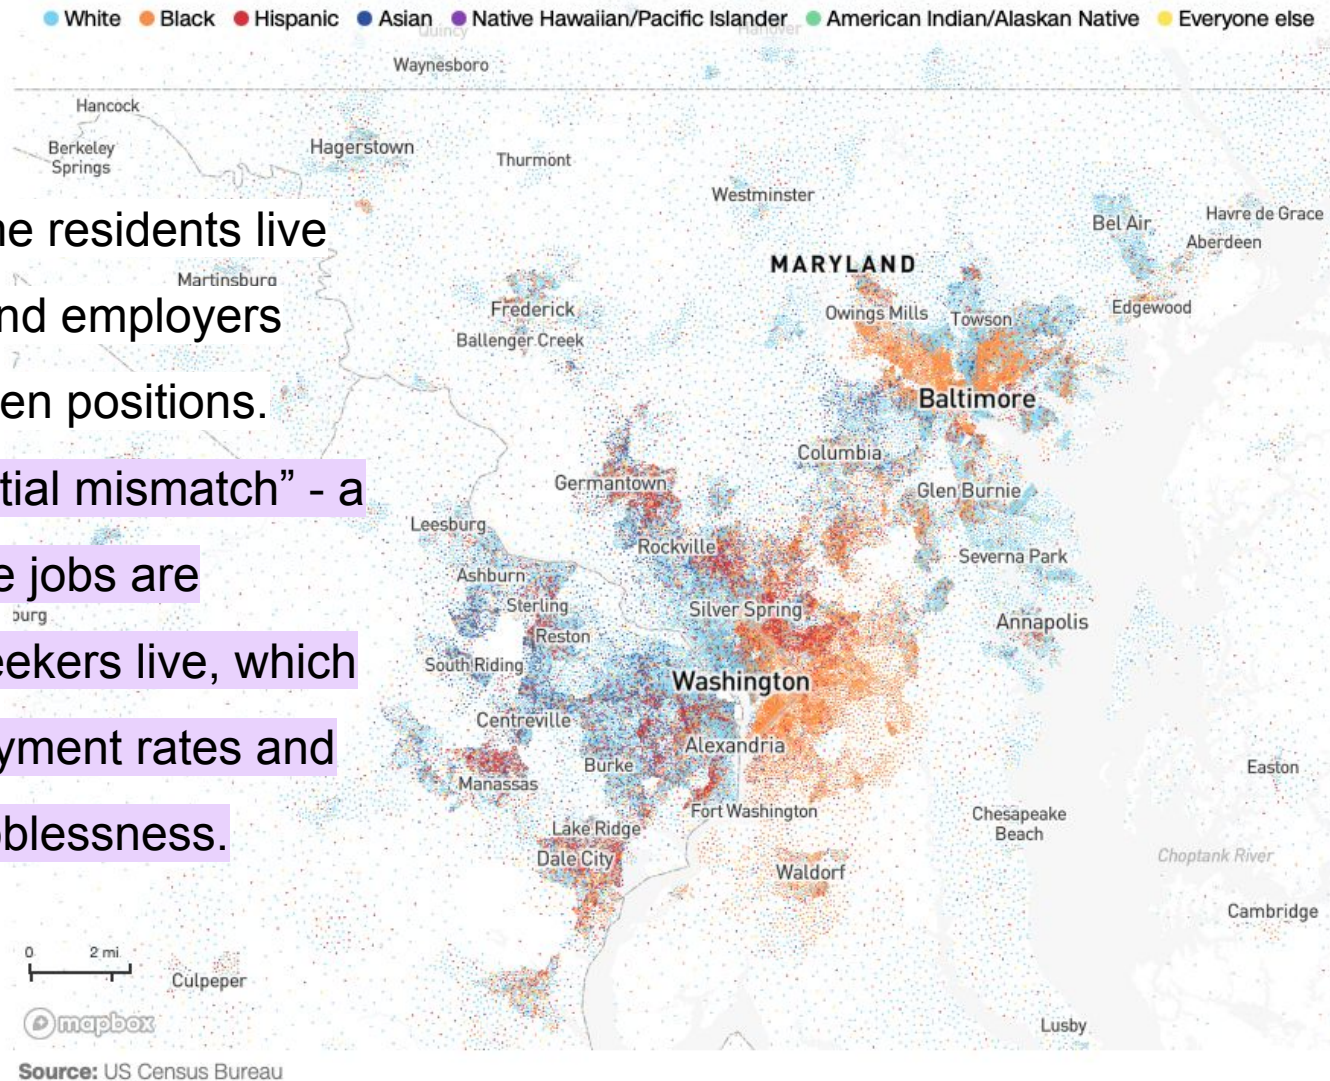 White Black Hispanic Asian Native Hawaiian/Pacific Islander American Indian/Alaskan Native Everyone else
Quincy
Hanover
Waynesboro
Hancock
Berkeley
Springs
Hagerstown
Thurmont
Westminster
Bel Air
Havre de Grace
Aberdeen
ne residents live
MARYLAND
Martinsburg
Frederick
Owings Mills
Towson
Edgewood
nd employers
Ballenger Creek
en positions.
Baltimore
Columbia
tial mismatch” - a
Germantown
Glen Burnie
Leesburg
Rockville
Severna Park
e jobs are
Ashburn
Sterling
Silver Spring
burg
Reston
Annapolis
eekers live, which
South Riding
Washington
Centreville
yment rates and
Alexandria
Burke
Easton
Manassas
Fort Washington
Chesapeake
Beach
oblessness.
Lake Ridge
Dale City
Choptank River
Waldorf
Cambridge
0 2 mi
Culpeper
mapbox
Lusby
Source: US Census Bureau